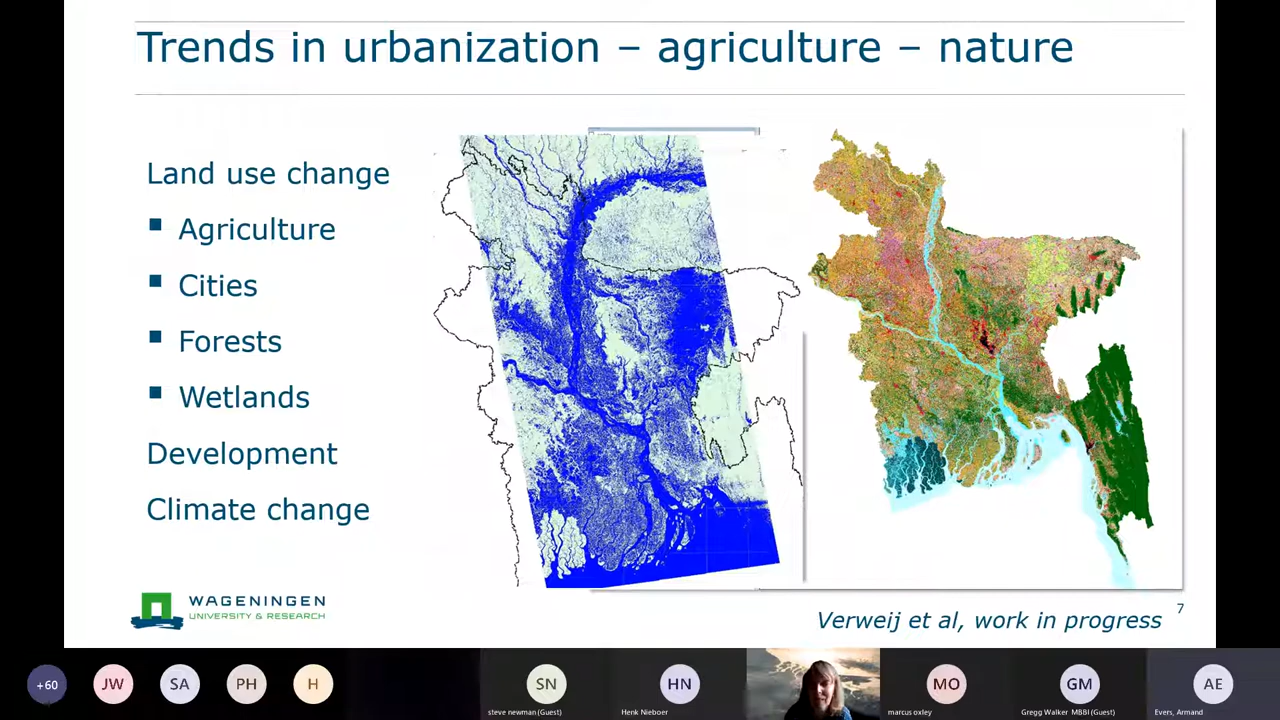 Trends in urbanization – agriculture – nature
Land use change
▪ Agriculture
▪ Cities
▪ Forests
▪ Wetlands
Development
Climate change
WAGENINGEN
UNIVERSITY & RESEARCH
Verweij et al, work in progress
7
+60
JW
SA
PH
H
SN
steve newman (Guest)
HN
Henk Nieboer
MO
marcus oxley
GM
Gregg Walker MBBI (Guest)
AE
Evers, Armand